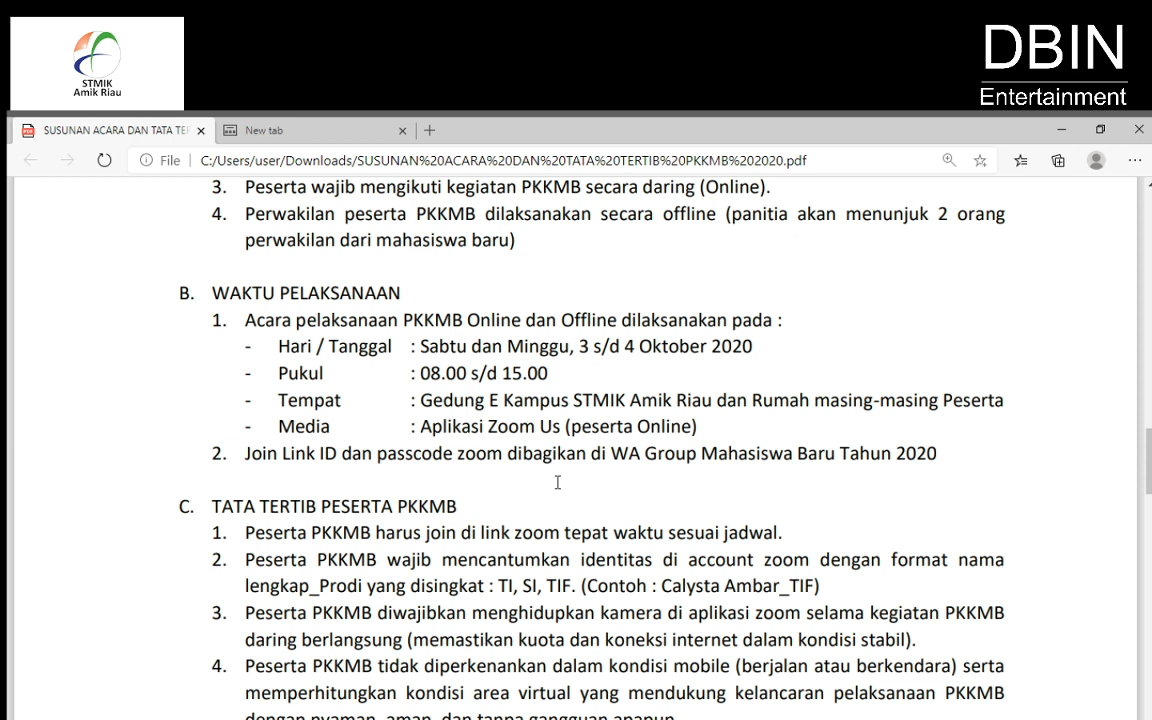 STMIK
Amik Riau
DBIN
Entertainment
SUSUNAN ACARA DAN TATA TER
New tab
File
C:/Users/user/Downloads/SUSUNAN%20ACARA%20DAN%20TATA%20TERTIB%20PKKMB%202020.pdf
3. Peserta wajib mengikuti kegiatan PKKMB secara daring (Online).
4. Perwakilan peserta PKKMB dilaksanakan secara offline (panitia akan menunjuk 2 orang
perwakilan dari mahasiswa baru)
B. WAKTU PELAKSANAAN
1. Acara pelaksanaan PKKMB Online dan Offline dilaksanakan pada :
- Hari / Tanggal : Sabtu dan Minggu, 3 s/d 4 Oktober 2020
- Pukul : 08.00 s/d 15.00
- Tempat : Gedung E Kampus STMIK Amik Riau dan Rumah masing-masing Peserta
- Media : Aplikasi Zoom Us (peserta Online)
2. Join Link ID dan passcode zoom dibagikan di WA Group Mahasiswa Baru Tahun 2020
C. TATA TERTIB PESERTA PKKMB
1. Peserta PKKMB harus join di link zoom tepat waktu sesuai jadwal.
2. Peserta PKKMB wajib mencantumkan identitas di account zoom dengan format nama
lengkap_Prodi yang disingkat : TI, SI, TIF. (Contoh : Calysta Ambar_TIF)
3. Peserta PKKMB diwajibkan menghidupkan kamera di aplikasi zoom selama kegiatan PKKMB
daring berlangsung (memastikan kuota dan koneksi internet dalam kondisi stabil).
4. Peserta PKKMB tidak diperkenankan dalam kondisi mobile (berjalan atau berkendara) serta
memperhitungkan kondisi area virtual yang mendukung kelancaran pelaksanaan PKKMB
dengan nyaman, aman, dan tanpa gangguan apapun.